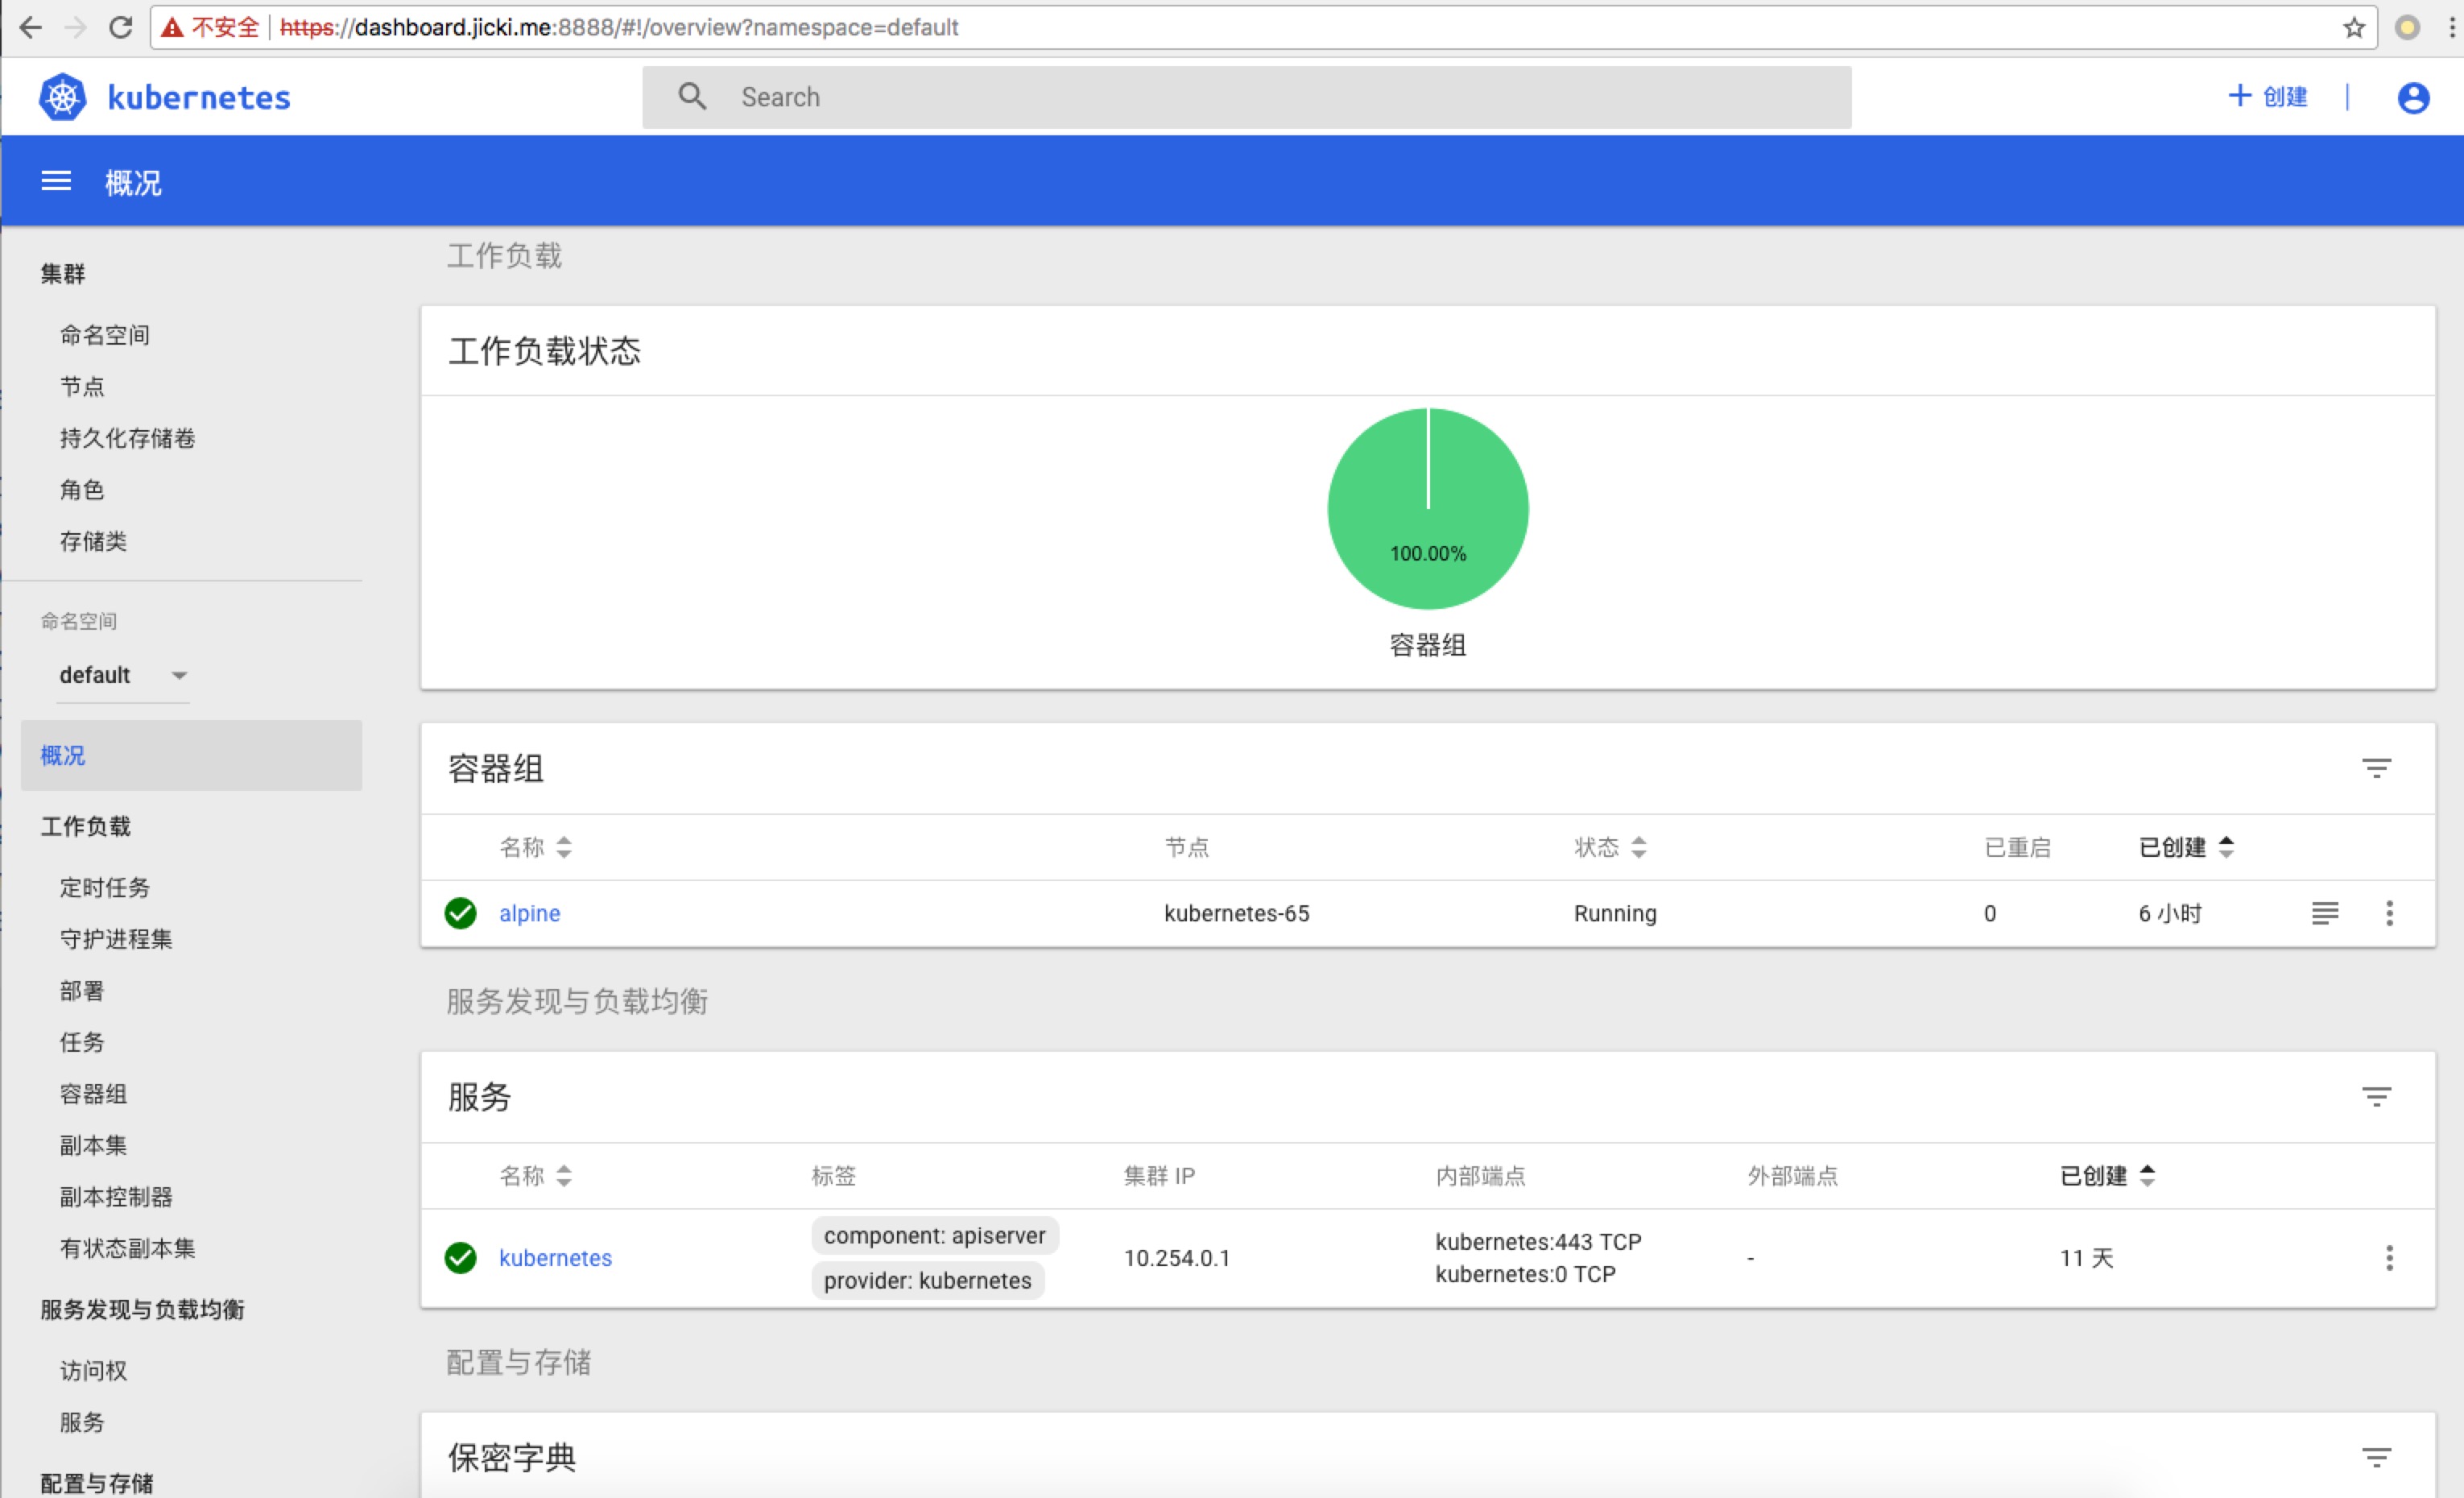 不安全 https://dashboard.jicki.me:8888/#!/overview?namespace=default
kubernetes
Search
创建
概况
集群
命名空间
节点
持久化存储卷
角色
存储类
命名空间
default
概况
工作负载
定时任务
守护进程集
部署
任务
容器组
副本集
副本控制器
有状态副本集
服务发现与负载均衡
访问权
服务
配置与存储
工作负载
工作负载状态
100.00%
容器组
容器组
名称 节点 状态 已重启 已创建
alpine kubernetes-65 Running 0 6 小时
服务发现与负载均衡
服务
名称 标签 集群 IP 内部端点 外部端点 已创建
kubernetes component: apiserver provider: kubernetes 10.254.0.1 kubernetes:443 TCP kubernetes:0 TCP - 11 天
配置与存储
保密字典